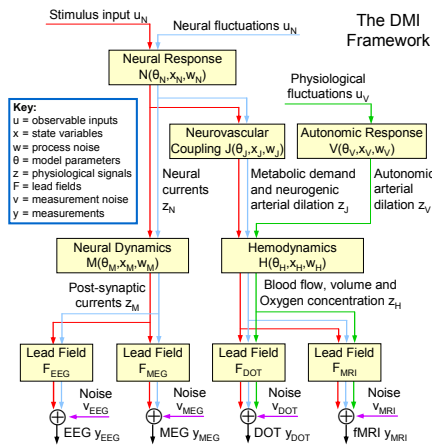 Stimulus input u_N
Neural fluctuations u_N
The DMI
Framework
Neural Response
N(θ_N,x_N,w_N)
Physiological
fluctuations u_V
Key:
u = observable inputs
x = state variables
w= process noise
θ = model parameters
z = physiological signals
F = lead fields
v = measurement noise
y = measurements
Neurovascular
Coupling J(θ_J,x_J,w_J)
Autonomic Response
V(θ_V,x_V,w_V)
Neural
currents
z_N
Metabolic demand
and neurogenic
arterial dilation z_J
Autonomic
arterial
dilation z_V
Neural Dynamics
M(θ_M,x_M,w_M)
Hemodynamics
H(θ_H,x_H,w_H)
Post-synaptic
currents z_M
Blood flow, volume and
Oxygen concentration z_H
Lead Field
F_EEG
Lead Field
F_MEG
Lead Field
F_DOT
Lead Field
F_MRI
Noise
v_EEG
Noise
v_MEG
Noise
v_DOT
Noise
v_MRI
EEG y_EEG
MEG y_MEG
DOT y_DOT
fMRI y_MRI